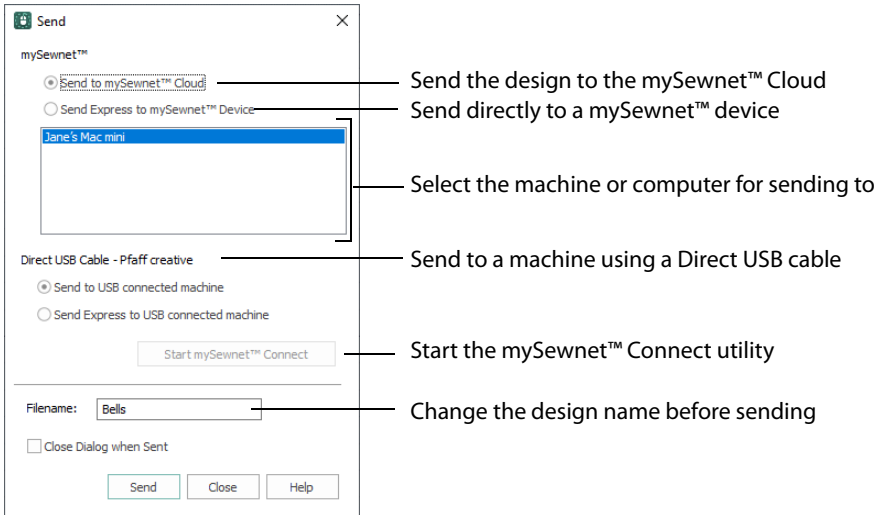 Send
mySewnet™
Send to mySewnet™ Cloud
Send the design to the mySewnet™ Cloud
Send Express to mySewnet™ Device
Send directly to a mySewnet™ device
Jane's Mac mini
Select the machine or computer for sending to
Direct USB Cable - Pfaff creative
Send to a machine using a Direct USB cable
Send to USB connected machine
Send Express to USB connected machine
Start mySewnet™ Connect
Start the mySewnet™ Connect utility
Filename: Bells
Change the design name before sending
Close Dialog when Sent
Send Close Help